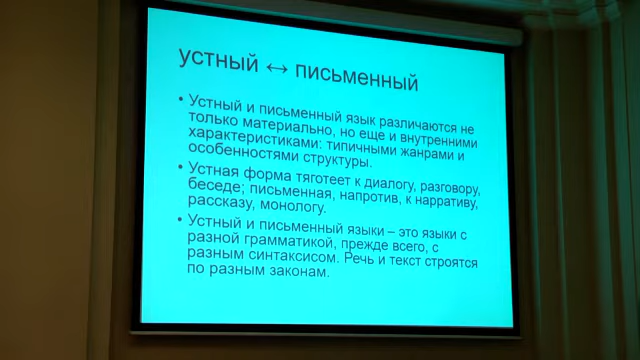 устный ↔ письменный
• Устный и письменный язык различаются не
только материально, но еще и внутренними
характеристиками: типичными жанрами и
особенностями структуры.
• Устная форма тяготеет к диалогу, разговору,
беседе; письменная, напротив, к нарративу,
рассказу, монологу.
• Устный и письменный языки – это языки с
разной грамматикой, прежде всего, с
разным синтаксисом. Речь и текст строятся
по разным законам.